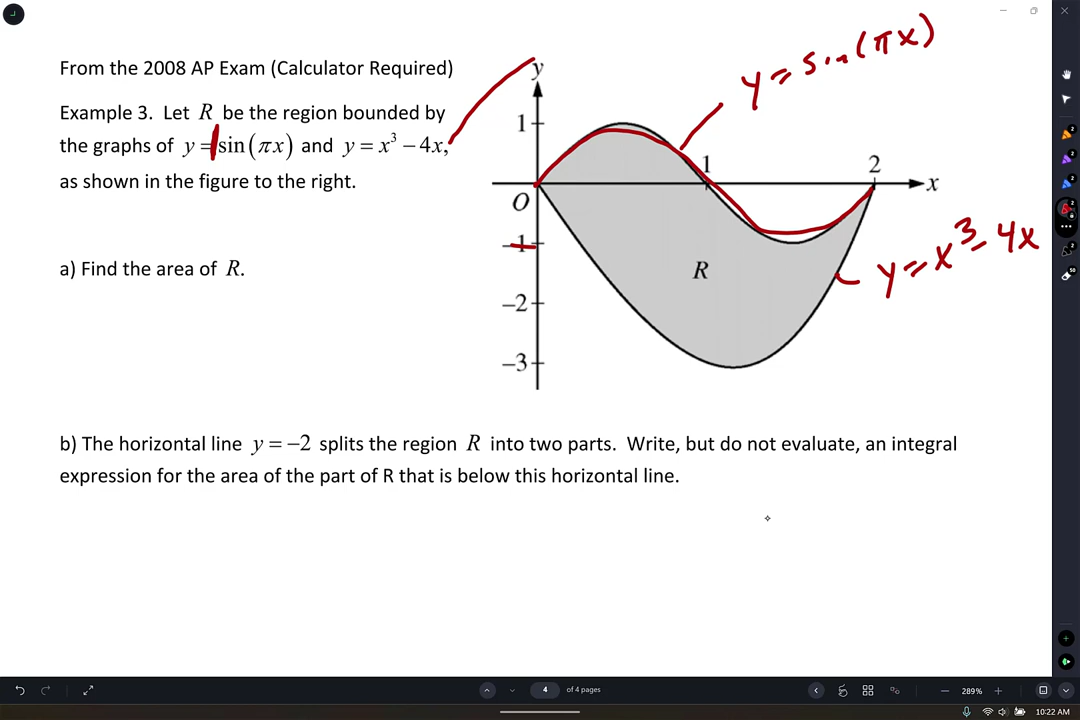 From the 2008 AP Exam (Calculator Required)
Example 3. Let R be the region bounded by
the graphs of y = sin(πx) and y = x³ − 4x,
as shown in the figure to the right.
y = sin(πx)
y
1
1
2
x
O
−1
y = x³ − 4x
a) Find the area of R.
R
−2
−3
b) The horizontal line y = −2 splits the region R into two parts. Write, but do not evaluate, an integral
expression for the area of the part of R that is below this horizontal line.
4 of 4 pages
289%
10:22 AM